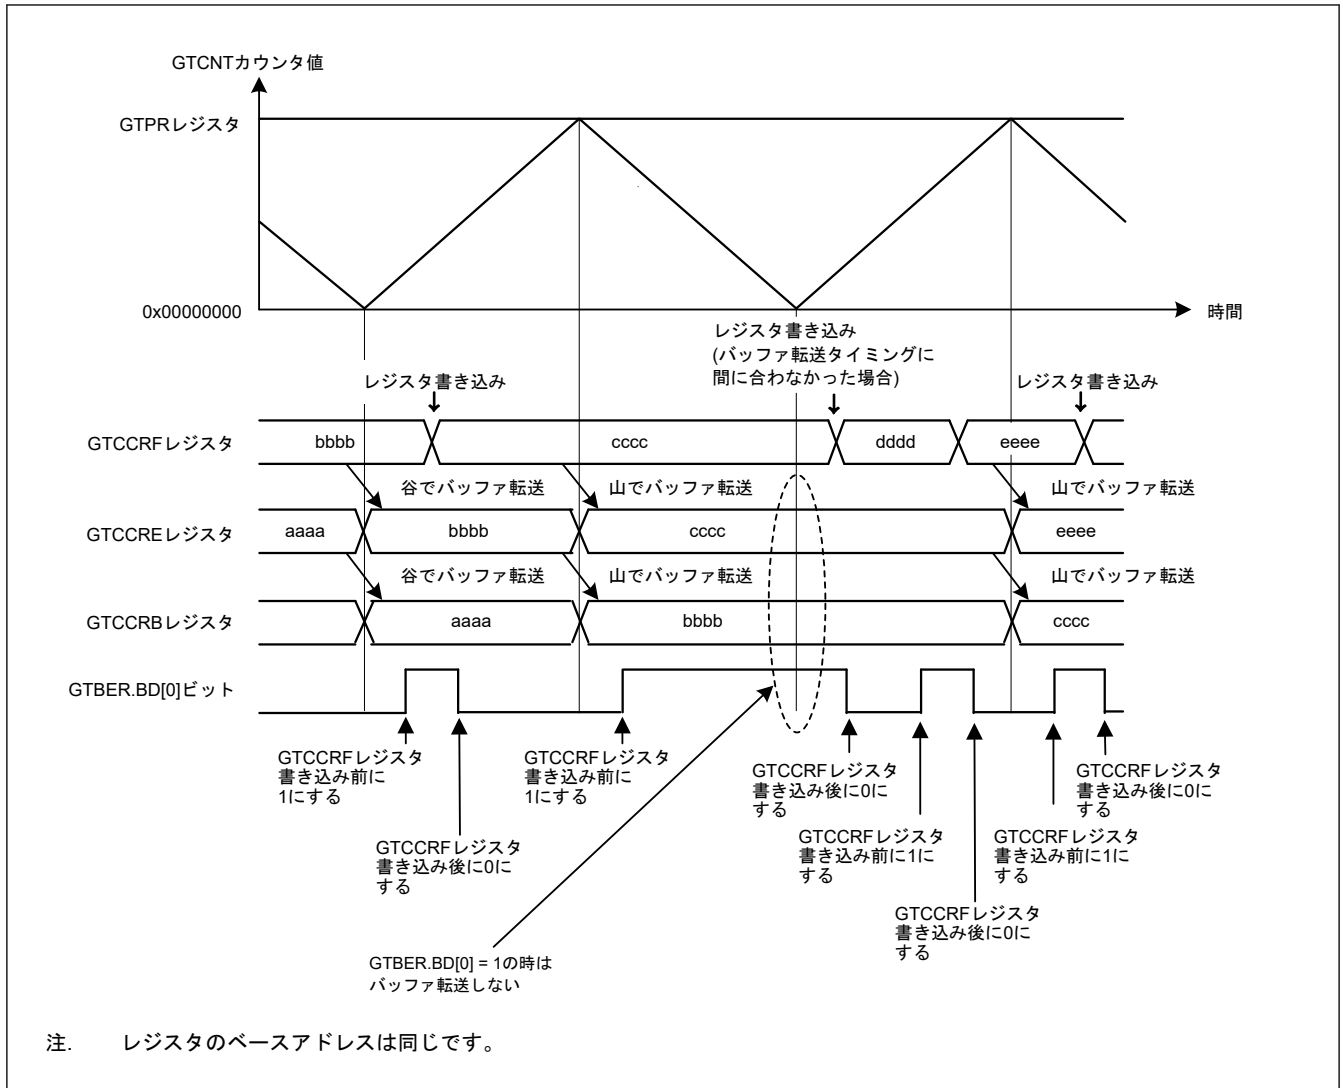 GTCNTカウンタ値
GTPRレジスタ
0x00000000
時間
レジスタ書き込み
(バッファ転送タイミングに
間に合わなかった場合)
レジスタ書き込み
レジスタ書き込み
GTCCRFレジスタ
bbbb
cccc
dddd
eeee
谷でバッファ転送
山でバッファ転送
山でバッファ転送
GTCCREレジスタ
aaaa
bbbb
cccc
eeee
谷でバッファ転送
山でバッファ転送
山でバッファ転送
GTCCRBレジスタ
aaaa
bbbb
cccc
GTBER.BD[0]ビット
GTCCRFレジスタ
書き込み前に
1にする
GTCCRFレジスタ
書き込み後に0に
する
GTCCRFレジスタ
書き込み前に
1にする
GTCCRFレジスタ
書き込み後に0に
する
GTCCRFレジスタ
書き込み前に1に
する
GTCCRFレジスタ
書き込み後に0に
する
GTCCRFレジスタ
書き込み前に1に
する
GTCCRFレジスタ
書き込み後に0に
する
GTBER.BD[0] = 1の時は
バッファ転送しない
注. レジスタのベースアドレスは同じです。